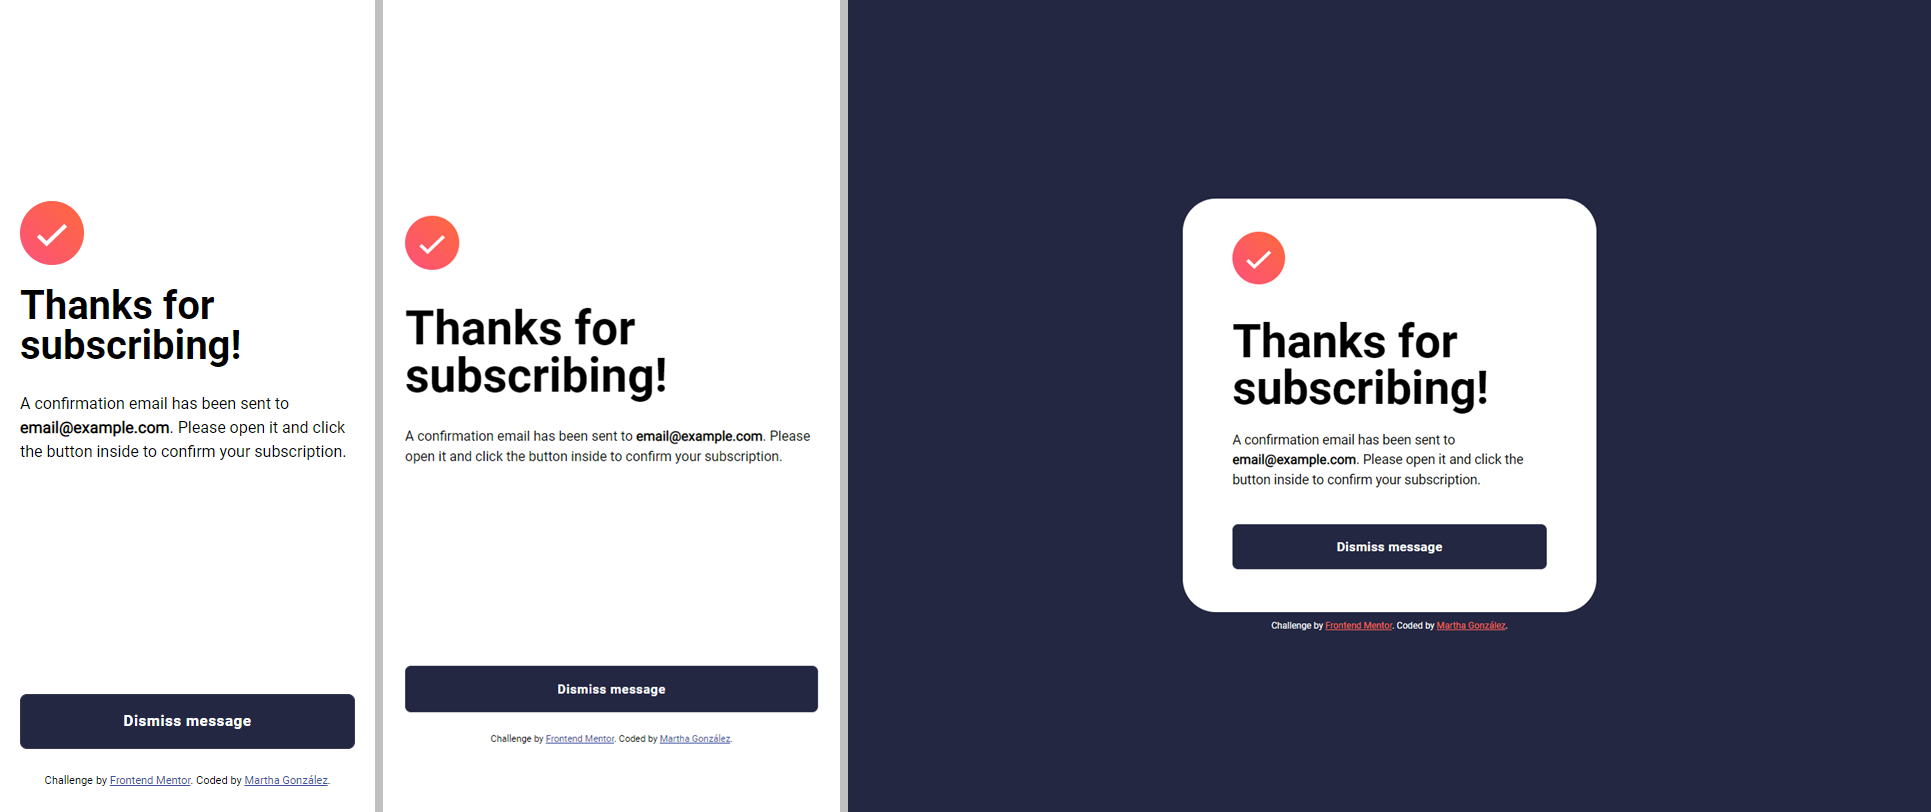 Thanks for
subscribing!
A confirmation email has been sent to
email@example.com. Please open it and click
the button inside to confirm your subscription.
Dismiss message
Challenge by Frontend Mentor. Coded by Martha González.
Thanks for
subscribing!
A confirmation email has been sent to email@example.com. Please
open it and click the button inside to confirm your subscription.
Dismiss message
Challenge by Frontend Mentor. Coded by Martha González.
Thanks for
subscribing!
A confirmation email has been sent to
email@example.com. Please open it and click the
button inside to confirm your subscription.
Dismiss message
Challenge by Frontend Mentor. Coded by Martha González.